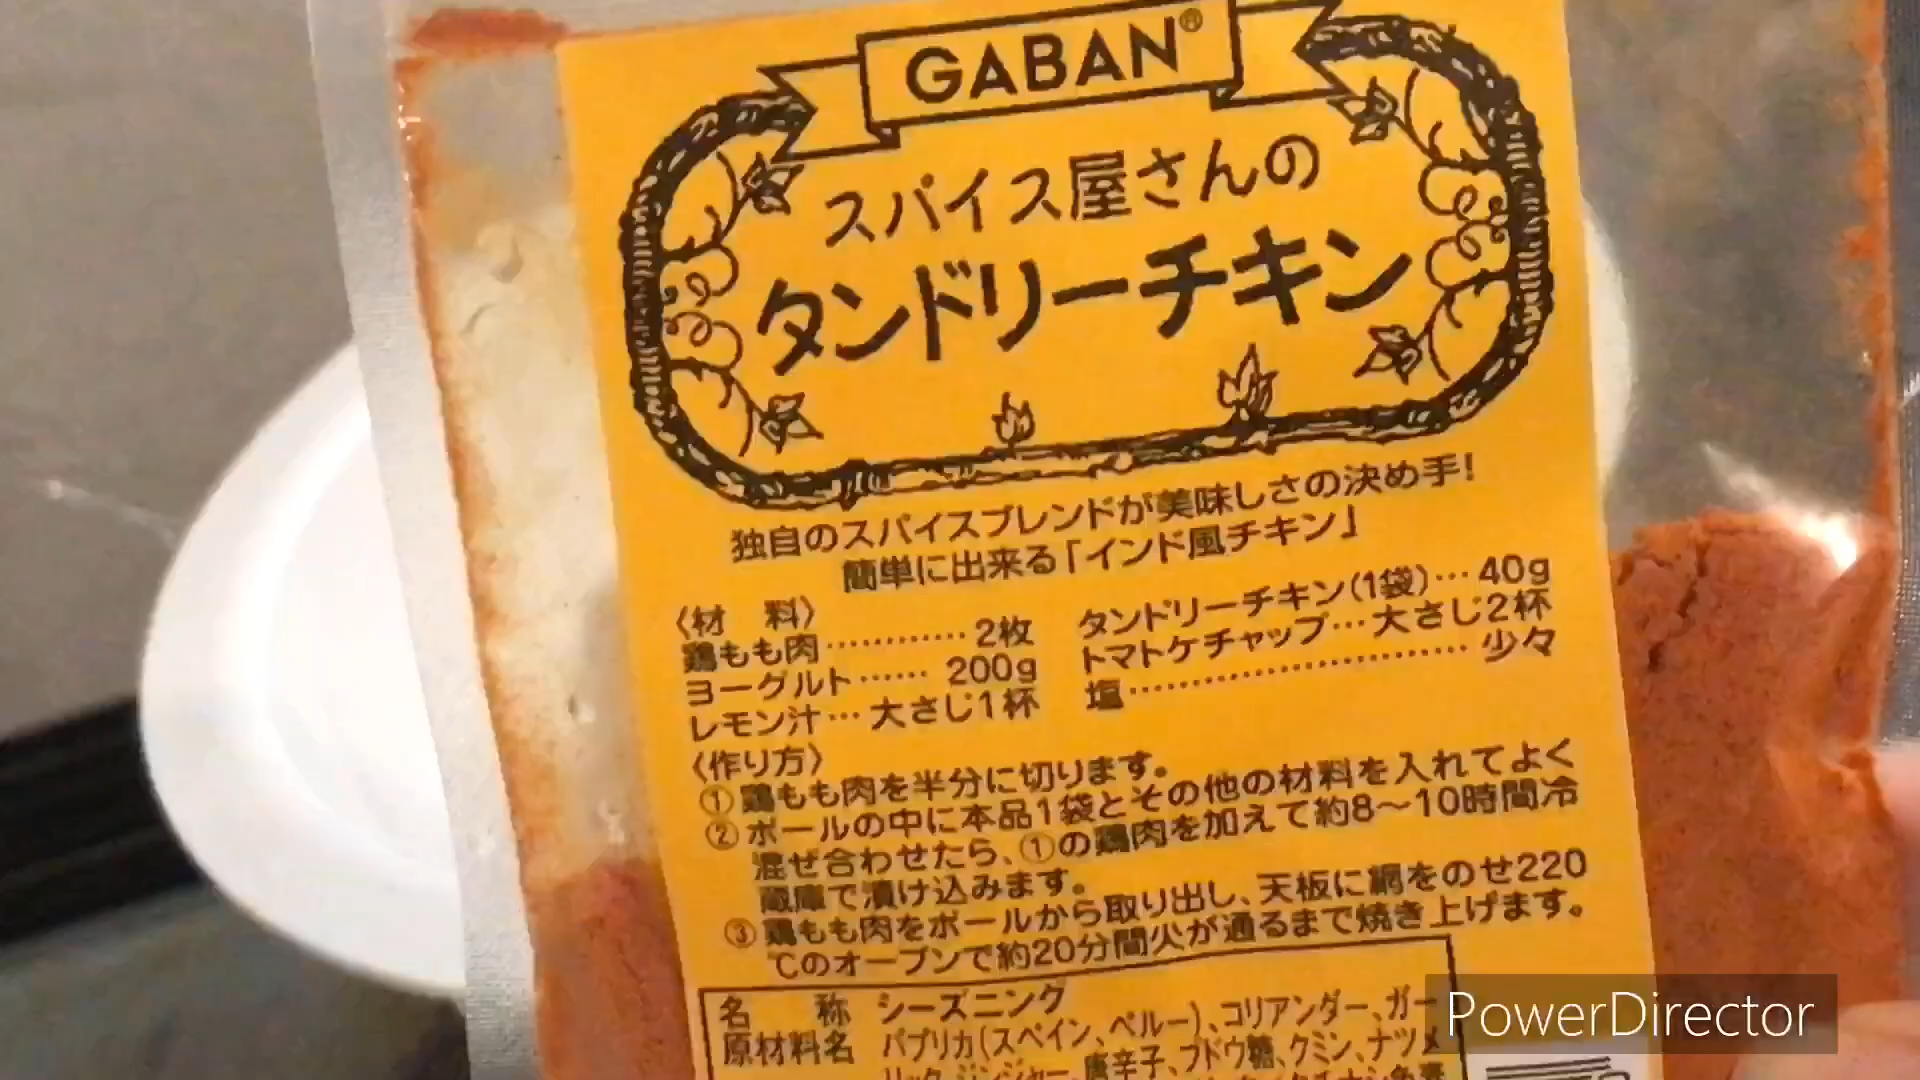 GABAN®
スパイス屋さんの
タンドリーチキン
独自のスパイスブレンドが美味しさの決め手!
簡単に出来る「インド風チキン」
〈材 料〉
鶏もも肉…………2枚
ヨーグルト…… 200g
レモン汁…大さじ1杯
タンドリーチキン(1袋)…40g
トマトケチャップ…大さじ2杯
塩………………………少々
〈作り方〉
①鶏もも肉を半分に切ります。
②ボールの中に本品1袋とその他の材料を入れてよく
混ぜ合わせたら、①の鶏肉を加えて約8〜10時間冷
蔵庫で漬け込みます。
③鶏もも肉をボールから取り出し、天板に網をのせ220
℃のオーブンで約20分間火が通るまで焼き上げます。
名 称 シーズニング
原材料名 パプリカ(スペイン、ペルー)、コリアンダー、ガー
リック、ジンジャー、唐辛子、ブドウ糖、クミン、ナツメ
PowerDirector